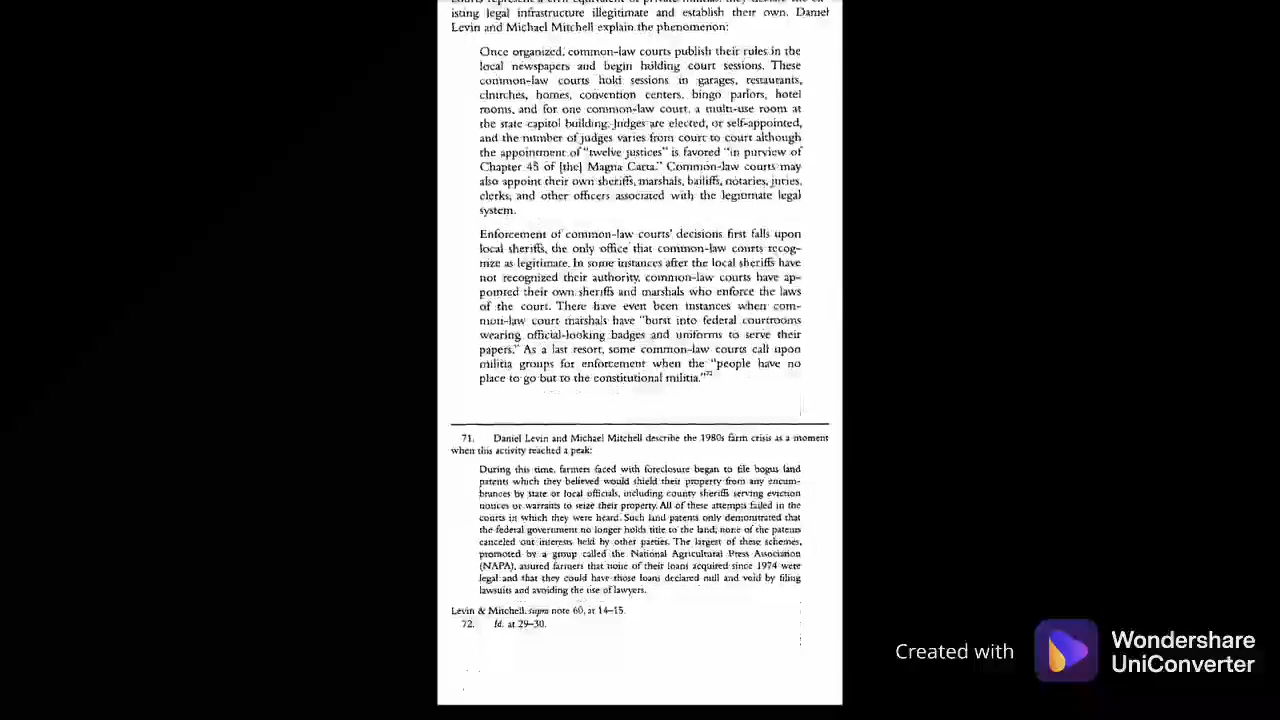 isting legal infrastructure illegitimate and establish their own. Daniel
Levin and Michael Mitchell explain the phenomenon:
Once organized, common-law courts publish their rules in the
local newspapers and begin holding court sessions. These
common-law courts hold sessions in garages, restaurants,
churches, homes, convention centers, bingo parlors, hotel
rooms, and for one common-law court, a multi-use room at
the state capitol building. Judges are elected, or self-appointed,
and the number of judges varies from court to court although
the appointment of “twelve justices” is favored “in purview of
Chapter 45 of [the] Magna Carta.” Common-law courts may
also appoint their own sheriffs, marshals, bailiffs, notaries, juries,
clerks, and other officers associated with the legitimate legal
system.
Enforcement of common-law courts’ decisions first falls upon
local sheriffs, the only office that common-law courts recog-
nize as legitimate. In some instances after the local sheriffs have
not recognized their authority, common-law courts have ap-
pointed their own sheriffs and marshals who enforce the laws
of the court. There have even been instances when com-
mon-law court marshals have “burst into federal courtrooms
wearing official-looking badges and uniforms to serve their
papers.” As a last resort, some common-law courts call upon
militia groups for enforcement when the “people have no
place to go but to the constitutional militia.”72
71. Daniel Levin and Michael Mitchell describe the 1980s farm crisis as a moment
when this activity reached a peak:
During this time, farmers faced with foreclosure began to file bogus land
patents which they believed would shield their property from any encum-
brances by state or local officials, including county sheriffs serving eviction
notices or warrants to seize their property. All of these attempts failed in the
courts in which they were heard. Such land patents only demonstrated that
the federal government no longer holds title to the land; none of the patents
canceled out interests held by other parties. The largest of these schemes,
promoted by a group called the National Agricultural Press Association
(NAPA), assured farmers that none of their loans acquired since 1974 were
legal and that they could have those loans declared null and void by filing
lawsuits and avoiding the use of lawyers.
Levin & Mitchell, supra note 60, at 14–15.
72. Id. at 29–30.
Created with
Wondershare
UniConverter